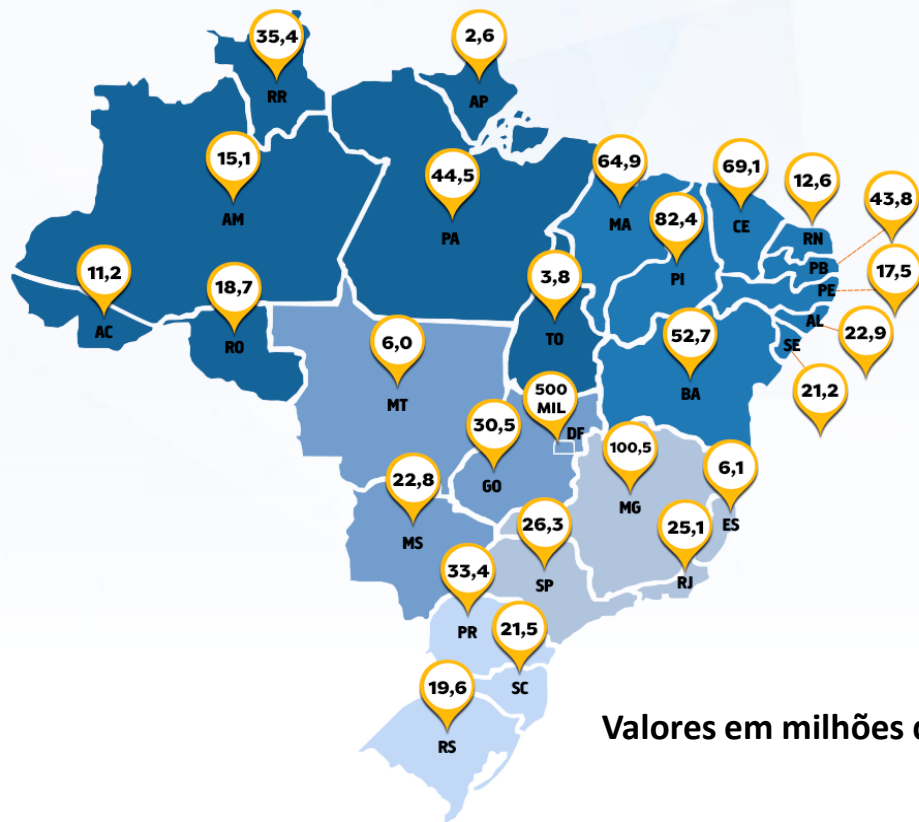 35,4
RR
2,6
AP
15,1
AM
44,5
PA
64,9
MA
69,1
CE
12,6
RN
43,8
PB
82,4
PI
17,5
PE
11,2
AC
18,7
RO
3,8
TO
22,9
AL
21,2
SE
52,7
BA
6,0
MT
500
MIL
DF
30,5
GO
100,5
MG
6,1
ES
22,8
MS
26,3
SP
25,1
RJ
33,4
PR
21,5
SC
19,6
RS
Valores em milhões